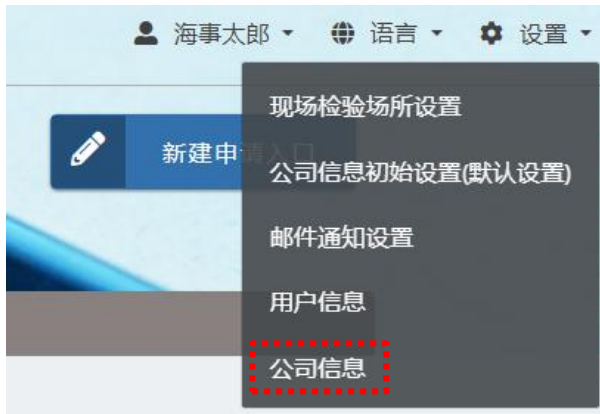 海事太郎 语言 设置
现场检验场所设置
新建申请入口
公司信息初始设置(默认设置)
邮件通知设置
用户信息
公司信息